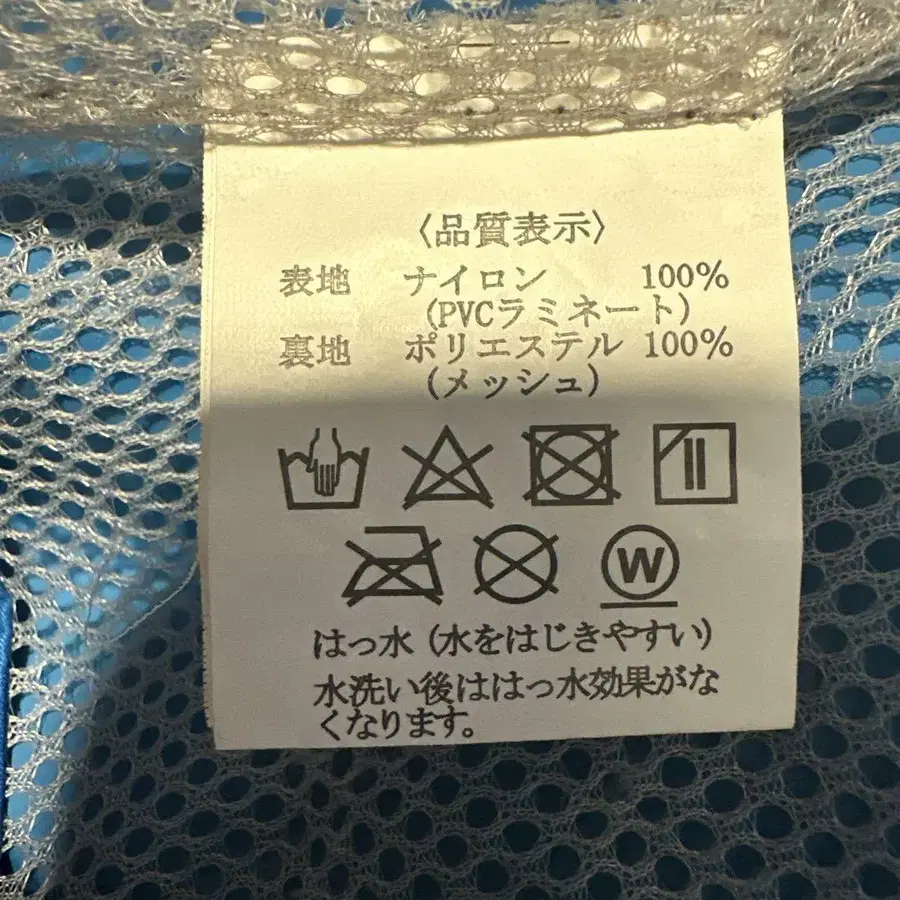 〈品質表示〉
表地 ナイロン 100%
(PVCラミネート)
裏地 ポリエステル 100%
(メッシュ)
W
はっ水 (水をはじきやすい)
水洗い後ははっ水効果がな
くなります。